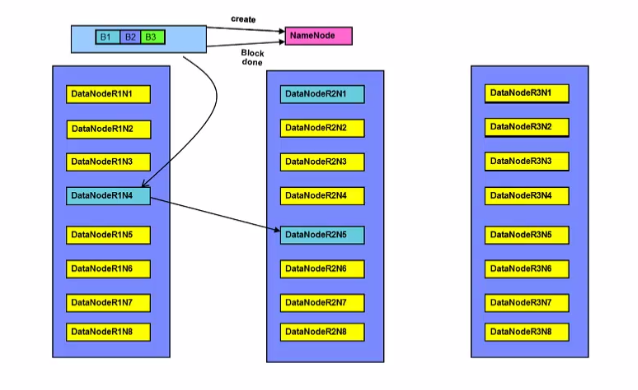 create
B1 B2 B3
NameNode
Block
done
DataNodeR1N1
DataNodeR1N2
DataNodeR1N3
DataNodeR1N4
DataNodeR1N5
DataNodeR1N6
DataNodeR1N7
DataNodeR1N8
DataNodeR2N1
DataNodeR2N2
DataNodeR2N3
DataNodeR2N4
DataNodeR2N5
DataNodeR2N6
DataNodeR2N7
DataNodeR2N8
DataNodeR3N1
DataNodeR3N2
DataNodeR3N3
DataNodeR3N4
DataNodeR3N5
DataNodeR3N6
DataNodeR3N7
DataNodeR3N8